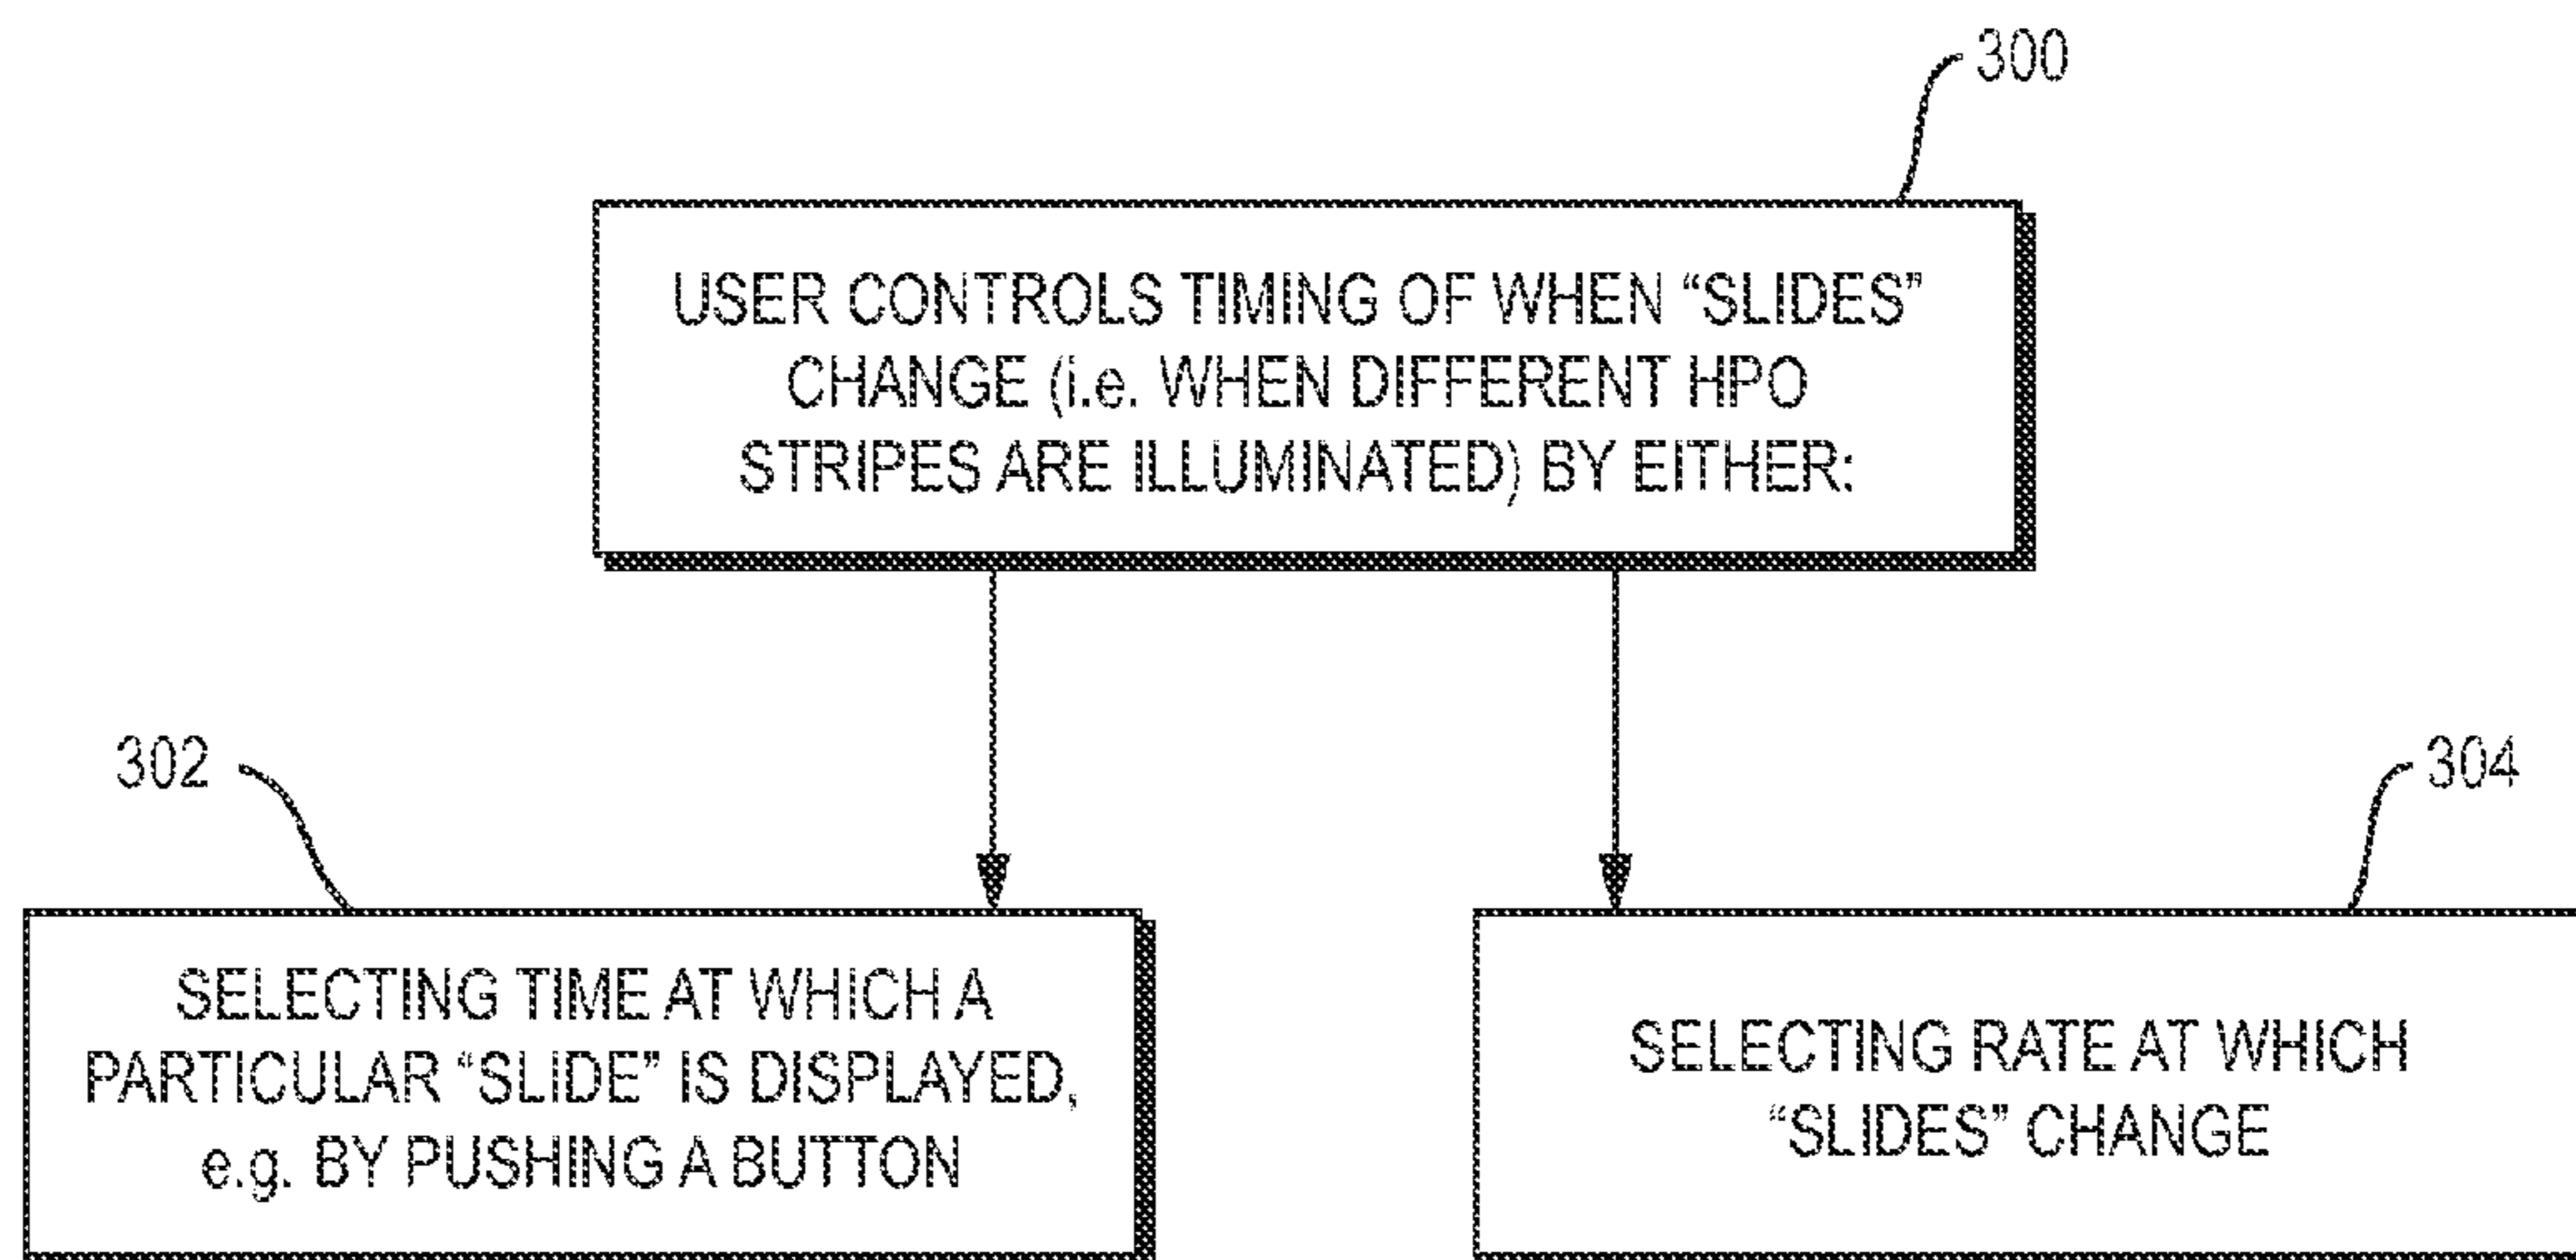 300
USER CONTROLS TIMING OF WHEN “SLIDES”
CHANGE (i.e. WHEN DIFFERENT HPO
STRIPES ARE ILLUMINATED) BY EITHER:
302
SELECTING TIME AT WHICH A
PARTICULAR “SLIDE” IS DISPLAYED,
e.g. BY PUSHING A BUTTON
304
SELECTING RATE AT WHICH
“SLIDES” CHANGE